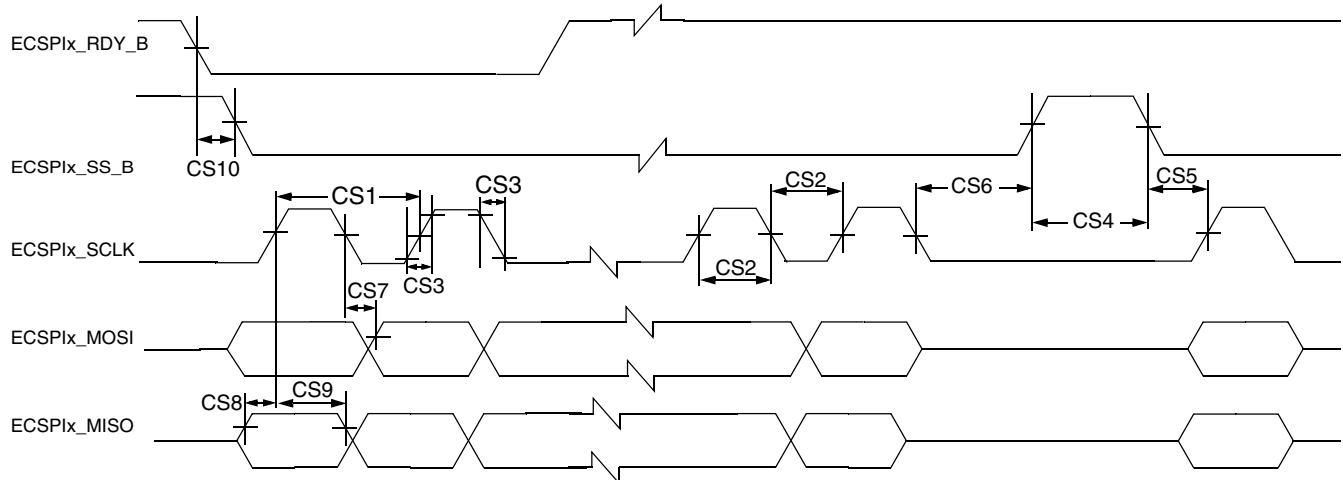 ECSPIx_RDY_B
CS10
ECSPIx_SS_B
CS1
CS3
CS2
CS6
CS5
CS4
ECSPIx_SCLK
CS2
CS3
CS7
ECSPIx_MOSI
CS8
CS9
ECSPIx_MISO